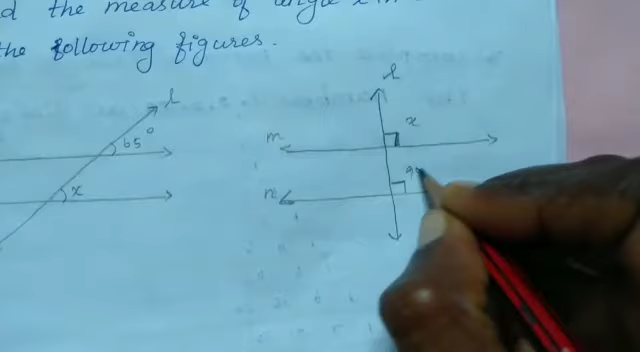 d the measure of angle x in
the following figures.
l
l
65°
x
m
x
x
n